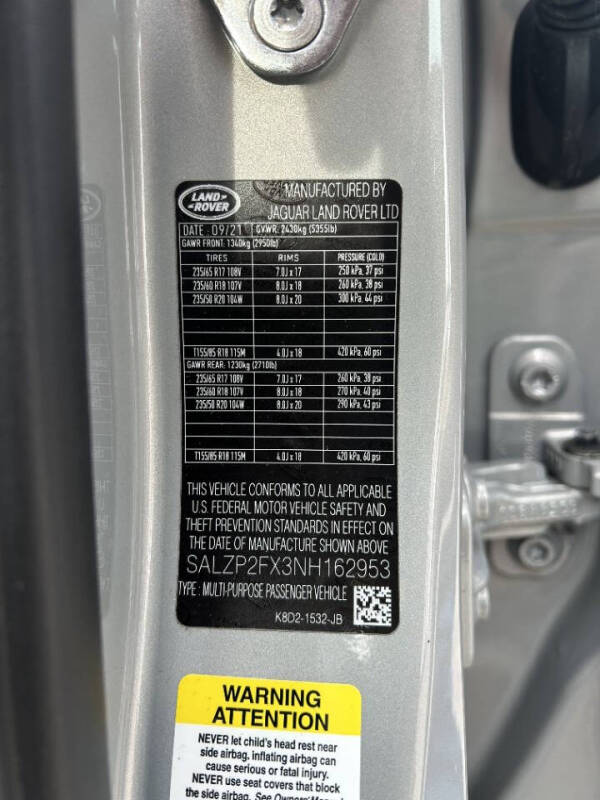 LAND ROVER
MANUFACTURED BY
JAGUAR LAND ROVER LTD
DATE : 09/21 GVWR: 2430kg (5355lb)
GAWR FRONT: 1340kg (2950lb)
TIRES RIMS PRESSURE (COLD)
235/65 R17 108V 7.0J x 17 250 kPa, 37 psi
235/60 R18 107V 8.0J x 18 260 kPa, 38 psi
235/50 R20 104W 8.0J x 20 300 kPa, 44 psi
T155/85 R18 115M 4.0J x 18 420 kPa, 60 psi
GAWR REAR: 1230kg (2710lb)
235/65 R17 108V 7.0J x 17 260 kPa, 38 psi
235/60 R18 107V 8.0J x 18 270 kPa, 40 psi
235/50 R20 104W 8.0J x 20 290 kPa, 43 psi
T155/85 R18 115M 4.0J x 18 420 kPa, 60 psi
THIS VEHICLE CONFORMS TO ALL APPLICABLE
U.S. FEDERAL MOTOR VEHICLE SAFETY AND
THEFT PREVENTION STANDARDS IN EFFECT ON
THE DATE OF MANUFACTURE SHOWN ABOVE
SALZP2FX3NH162953
TYPE : MULTI-PURPOSE PASSENGER VEHICLE
K8D2-1532-JB
WARNING
ATTENTION
NEVER let child's head rest near
side airbag, inflating airbag can
cause serious or fatal injury.
NEVER use seat covers that block
the side airbag. See Owners' Manual